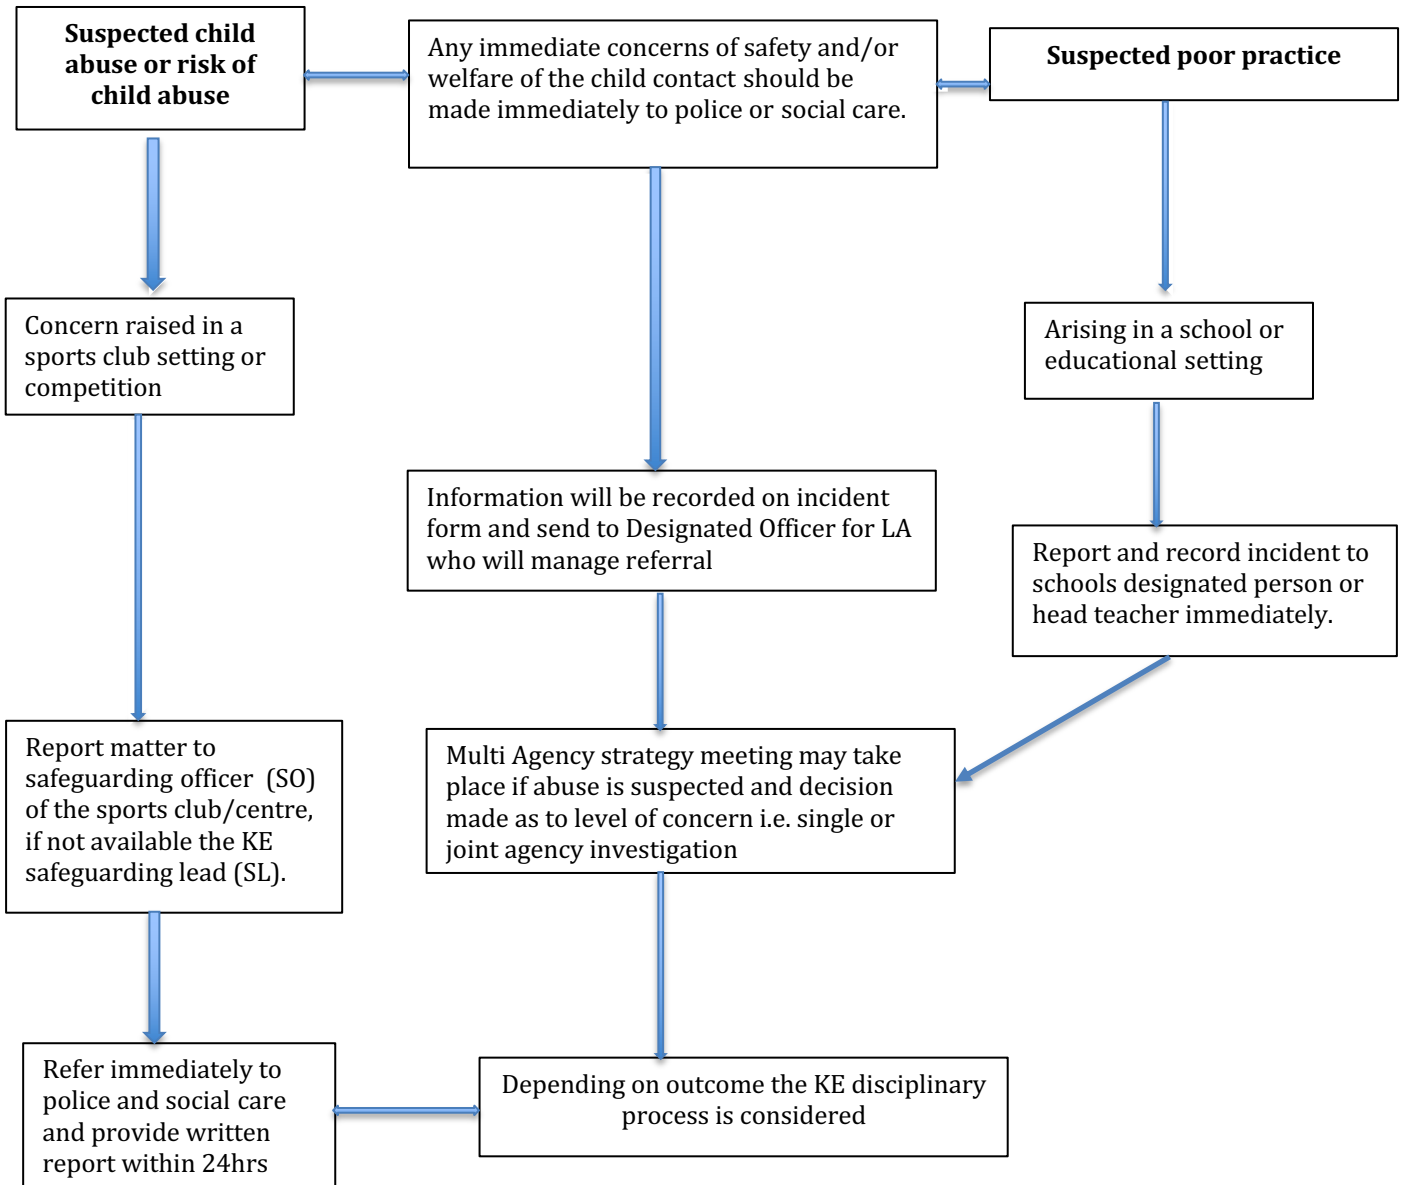 Suspected child
abuse or risk of
child abuse
Any immediate concerns of safety and/or
welfare of the child contact should be
made immediately to police or social care.
Suspected poor practice
Concern raised in a
sports club setting or
competition
Arising in a school or
educational setting
Information will be recorded on incident
form and send to Designated Officer for LA
who will manage referral
Report and record incident to
schools designated person or
head teacher immediately.
Report matter to
safeguarding officer  (SO)
of the sports club/centre,
if not available the KE
safeguarding lead (SL).
Multi Agency strategy meeting may take
place if abuse is suspected and decision
made as to level of concern i.e. single or
joint agency investigation
Refer immediately to
police and social care
and provide written
report within 24hrs
Depending on outcome the KE disciplinary
process is considered